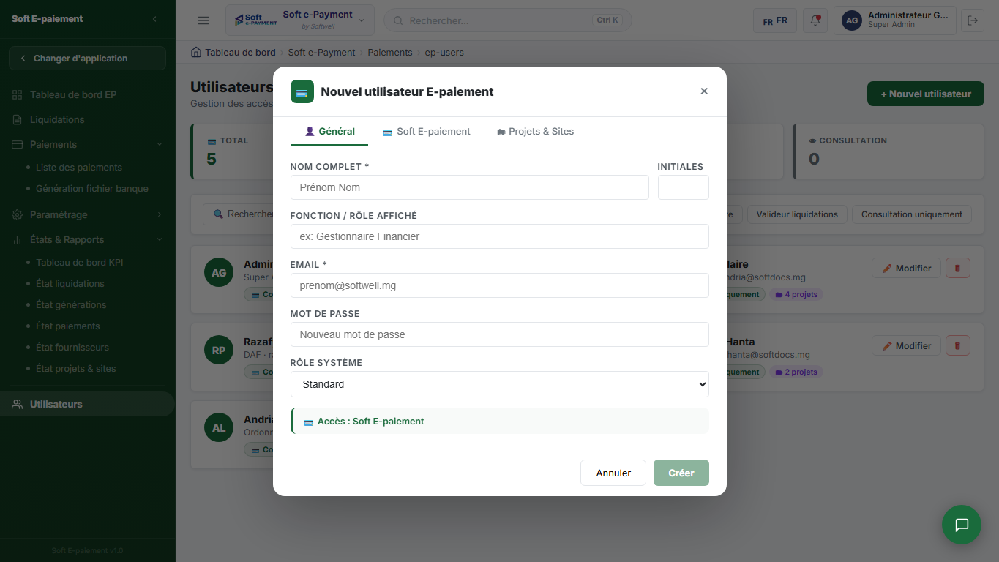 Soft E-paiement
Changer d'application
Tableau de bord EP
Liquidations
Paiements
Liste des paiements
Génération fichier banque
Paramétrage
États & Rapports
Tableau de bord KPI
État liquidations
État générations
État paiements
État fournisseurs
État projets & sites
Utilisateurs
Soft E-paiement v1.0
Soft e-PAYMENT
Soft e-Payment
by Softwell
Rechercher...
Ctrl K
FR FR
AG
Administrateur G...
Super Admin
Tableau de bord › Soft e-Payment › Paiements › ep-users
Utilisateurs
Gestion des accès
+ Nouvel utilisateur
TOTAL
5
CONSULTATION
0
Rechercher
re
Valideur liquidations
Consultation uniquement
AG
Admin
Super A
Co
laire
ndria@softdocs.mg
quement
4 projets
Modifier
RP
Razaf
DAF · ra
Co
Hanta
hanta@softdocs.mg
quement
2 projets
Modifier
AL
Andria
Ordonn
Co
Nouvel utilisateur E-paiement
×
Général
Soft E-paiement
Projets & Sites
NOM COMPLET *
INITIALES
Prénom Nom
FONCTION / RÔLE AFFICHÉ
ex: Gestionnaire Financier
EMAIL *
prenom@softwell.mg
MOT DE PASSE
Nouveau mot de passe
RÔLE SYSTÈME
Standard
Accès : Soft E-paiement
Annuler
Créer